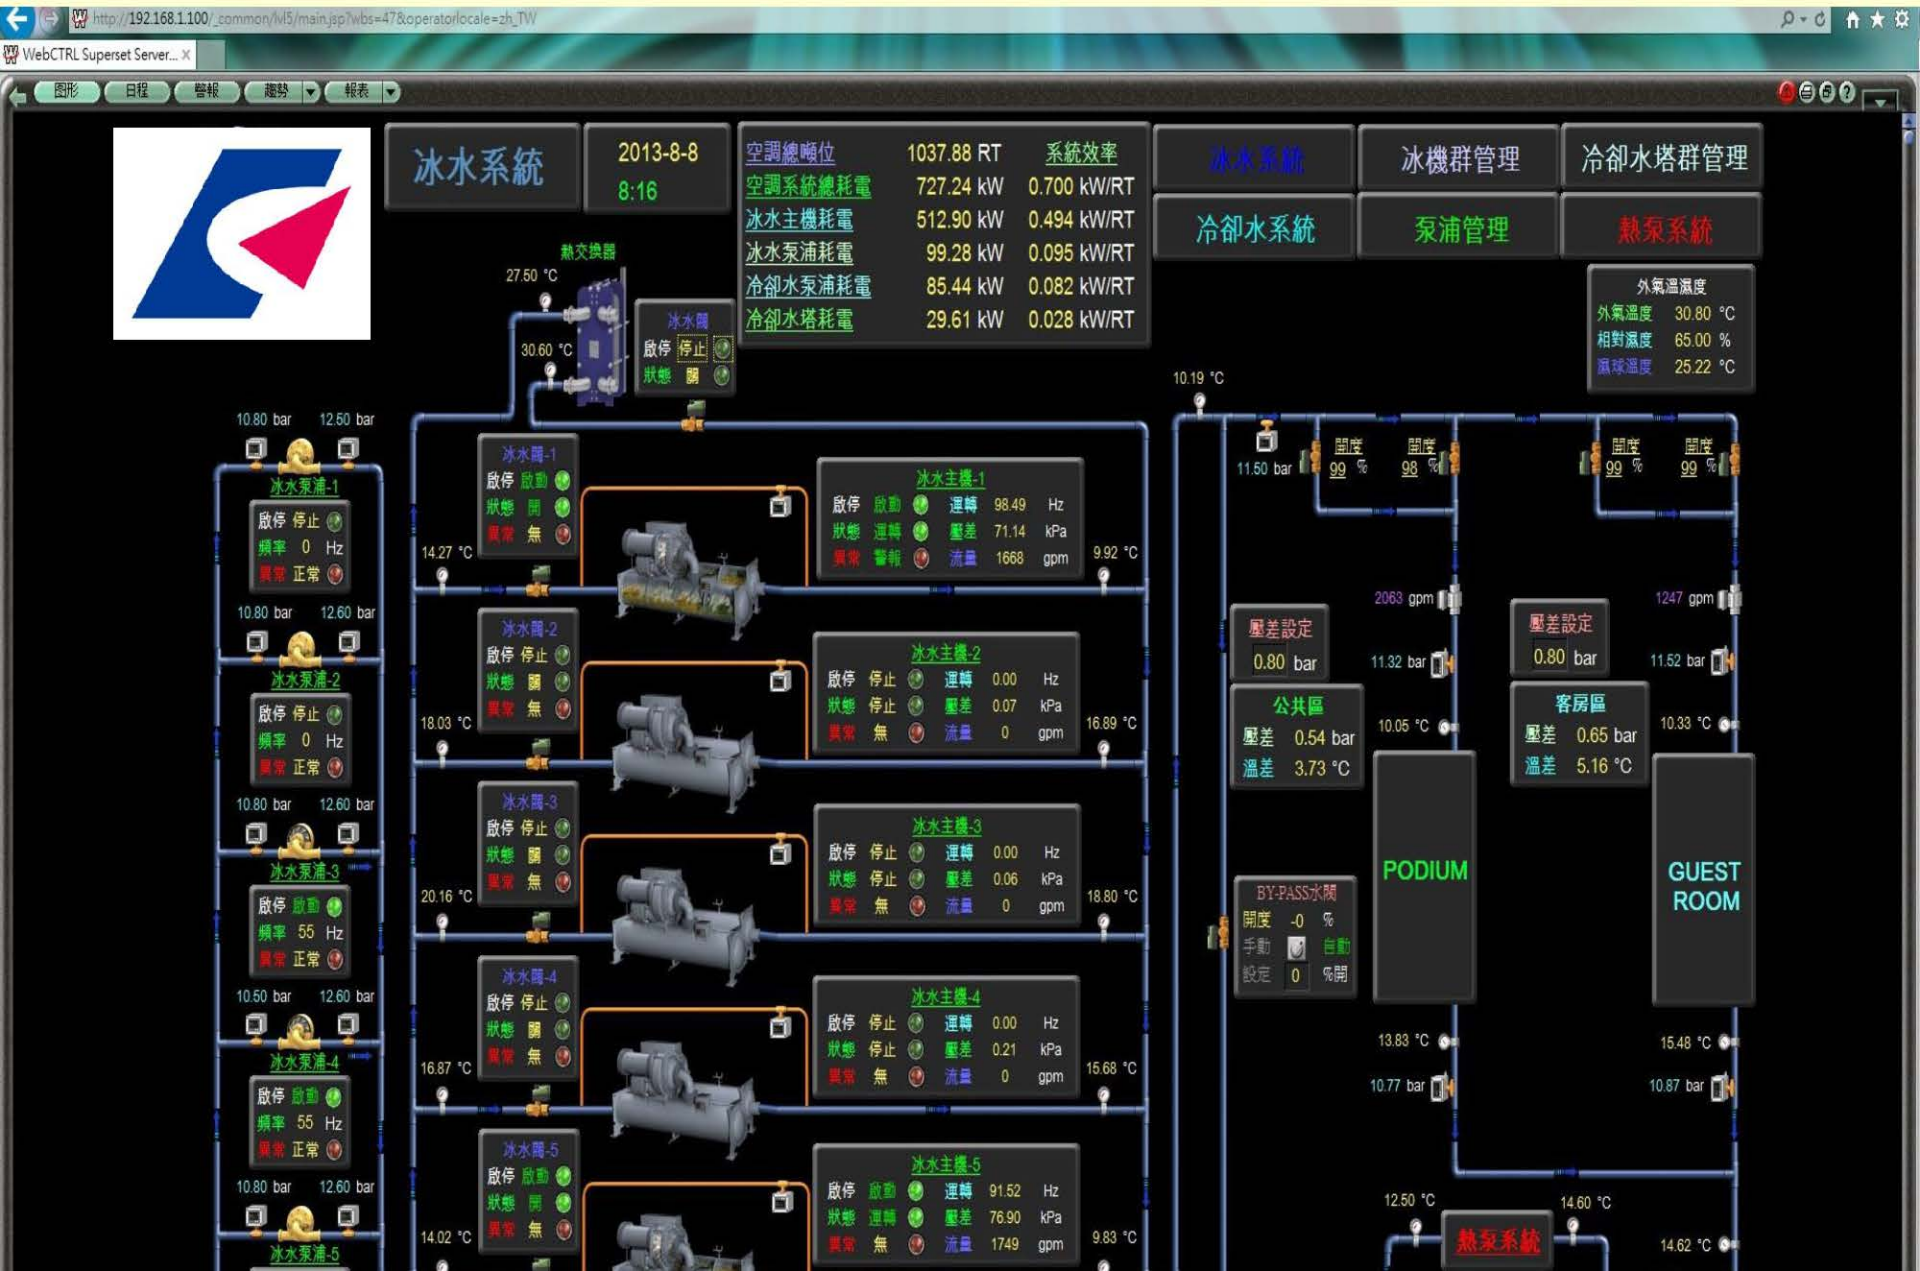 http://192.168.1.100/_common/lvl5/main.jsp?wbs=47&operatorlocale=zh_TW
WebCTRL Superset Server... x
图形 日程 警報 趨勢 報表
冰水系統
2013-8-8
8:16
空調總噸位 1037.88 RT 系統效率
空調系統總耗電 727.24 kW 0.700 kW/RT
冰水主機耗電 512.90 kW 0.494 kW/RT
冰水泵浦耗電 99.28 kW 0.095 kW/RT
冷卻水泵浦耗電 85.44 kW 0.082 kW/RT
冷卻水塔耗電 29.61 kW 0.028 kW/RT
冰水系統 冰機群管理 冷卻水塔群管理
冷卻水系統 泵浦管理 熱泵系統
外氣溫濕度
外氣溫度 30.80 °C
相對濕度 65.00 %
濕球溫度 25.22 °C
熱交換器
27.50 °C
30.60 °C
冰水閥
啟停 停止
狀態 關
10.80 bar 12.50 bar
冰水泵浦-1
啟停 停止
頻率 0 Hz
異常 正常
10.80 bar 12.60 bar
冰水泵浦-2
啟停 停止
頻率 0 Hz
異常 正常
10.80 bar 12.60 bar
冰水泵浦-3
啟停 啟動
頻率 55 Hz
異常 正常
10.50 bar 12.60 bar
冰水泵浦-4
啟停 啟動
頻率 55 Hz
異常 正常
10.80 bar 12.60 bar
冰水泵浦-5
冰水閥-1
啟停 啟動
狀態 開
異常 無
14.27 °C
冰水主機-1
啟停 啟動 運轉 98.49 Hz
狀態 運轉 壓差 71.14 kPa
異常 警報 流量 1668 gpm
9.92 °C
冰水閥-2
啟停 停止
狀態 關
異常 無
18.03 °C
冰水主機-2
啟停 停止 運轉 0.00 Hz
狀態 停止 壓差 0.07 kPa
異常 無 流量 0 gpm
16.89 °C
冰水閥-3
啟停 停止
狀態 關
異常 無
20.16 °C
冰水主機-3
啟停 停止 運轉 0.00 Hz
狀態 停止 壓差 0.06 kPa
異常 無 流量 0 gpm
18.80 °C
冰水閥-4
啟停 停止
狀態 關
異常 無
16.87 °C
冰水主機-4
啟停 停止 運轉 0.00 Hz
狀態 停止 壓差 0.21 kPa
異常 無 流量 0 gpm
15.68 °C
冰水閥-5
啟停 啟動
狀態 開
異常 無
14.02 °C
冰水主機-5
啟停 啟動 運轉 91.52 Hz
狀態 運轉 壓差 76.90 kPa
異常 無 流量 1749 gpm
9.83 °C
10.19 °C
11.50 bar
開度 99 %
開度 98 %
開度 99 %
開度 99 %
2063 gpm
1247 gpm
壓差設定
0.80 bar
11.32 bar
壓差設定
0.80 bar
11.52 bar
公共區
壓差 0.54 bar
溫差 3.73 °C
10.05 °C
客房區
壓差 0.65 bar
溫差 5.16 °C
10.33 °C
PODIUM
GUEST
ROOM
BY-PASS水閥
開度 -0 %
手動 自動
設定 0 %開
13.83 °C
10.77 bar
15.48 °C
10.87 bar
12.50 °C
14.60 °C
熱泵系統
14.62 °C